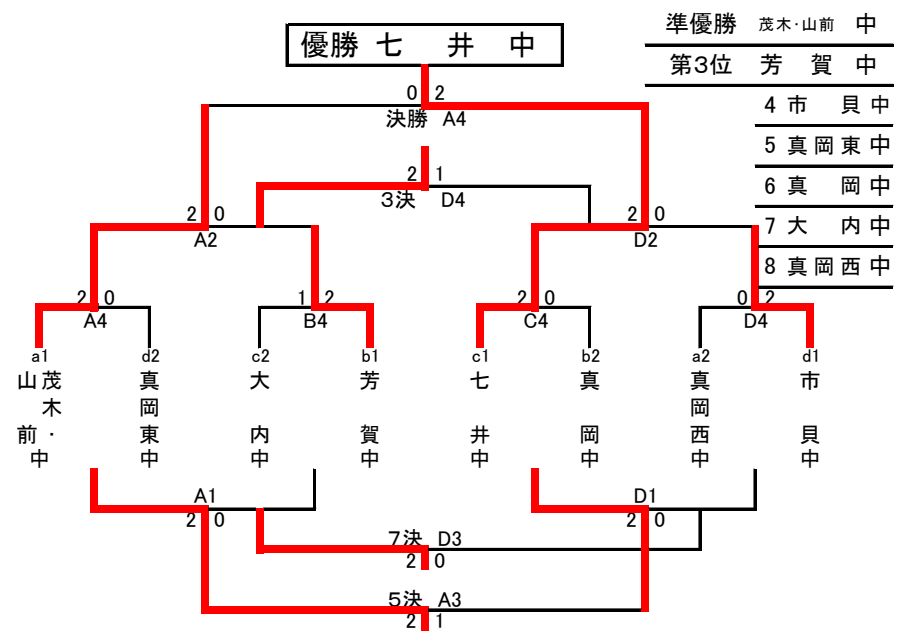 優勝 七 井 中
準優勝 茂木・山前 中
第3位 芳 賀 中
4 市 貝 中
5 真 岡 東 中
6 真 岡 中
7 大 内 中
8 真 岡 西 中
0 2
決勝 A4
2 1
3決 D4
2 0
A2
2 0
D2
2 0
A4
1 2
B4
2 0
C4
0 2
D4
a1
茂木・山前中
d2
真岡東中
c2
大内中
b1
芳賀中
c1
七井中
b2
真岡中
a2
真岡西中
d1
市貝中
A1
2 0
D1
2 0
7決 D3
2 0
5決 A3
2 1